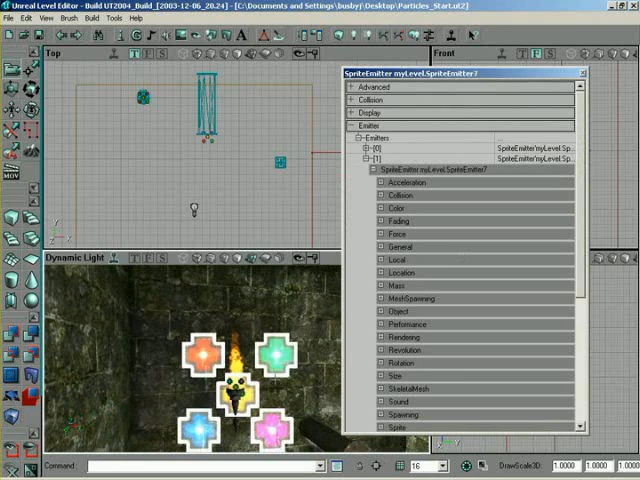 Unreal Level Editor - Build UT2004_Build_[2003-12-06_20.24] - [C:\Documents and Settings\busbyj\Desktop\Particles_Start.ut2]
File Edit View Brush Build Tools Help
Top
T F S
Front
T F S
SpriteEmitter myLevel.SpriteEmitter7
Advanced
Collision
Display
Emitter
Emitters ...
[0] SpriteEmitter'myLevel.Sp...
[1] SpriteEmitter'myLevel.Sp...
SpriteEmitter myLevel.SpriteEmitter7
Acceleration
Collision
Color
Fading
Force
General
Local
Location
Mass
MeshSpawning
Object
Performance
Rendering
Revolution
Rotation
Size
SkeletalMesh
Sound
Spawning
Sprite
MOV
Dynamic Light
T F S
Command:
16
DrawScale3D: 1.0000 1.0000 1.0000